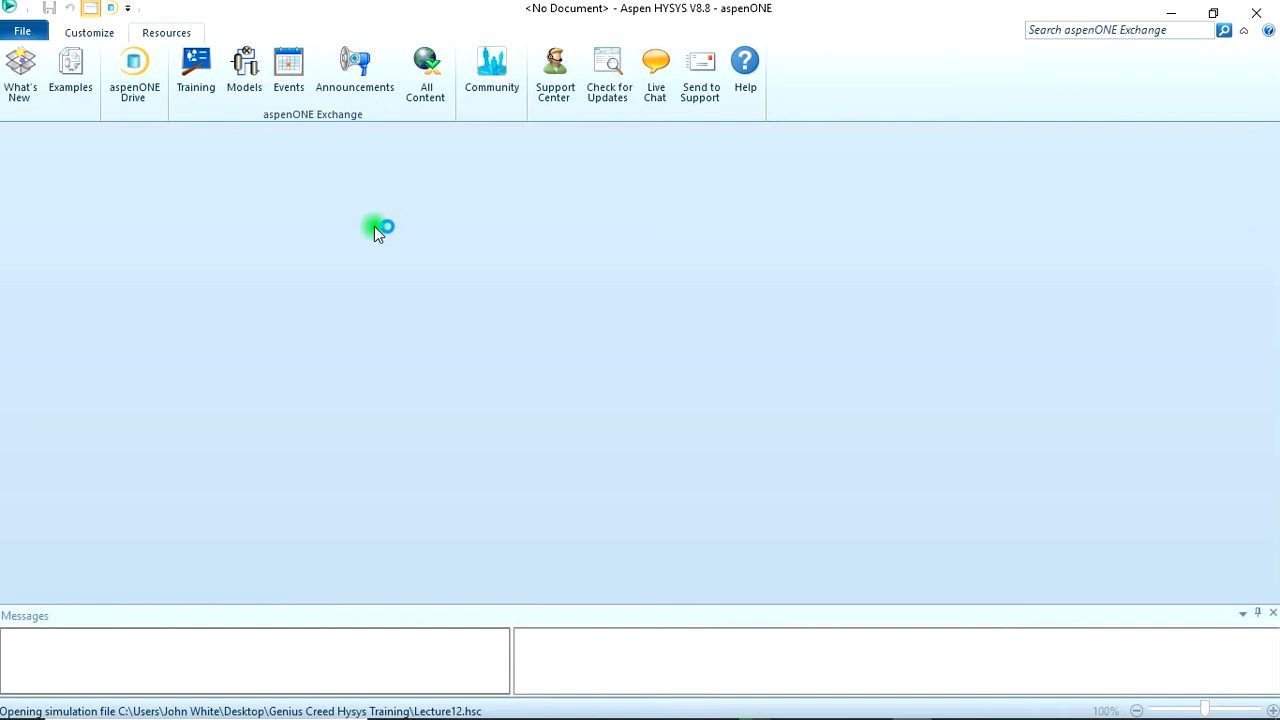 <No Document> - Aspen HYSYS V8.8 - aspenONE
File
Customize
Resources
Search aspenONE Exchange
What's
New
Examples
aspenONE
Drive
Training
Models
Events
Announcements
All
Content
Community
Support
Center
Check for
Updates
Live
Chat
Send to
Support
Help
aspenONE Exchange
Messages
Opening simulation file C:\Users\John White\Desktop\Genius Creed Hysys Training\Lecture12.hsc
100%